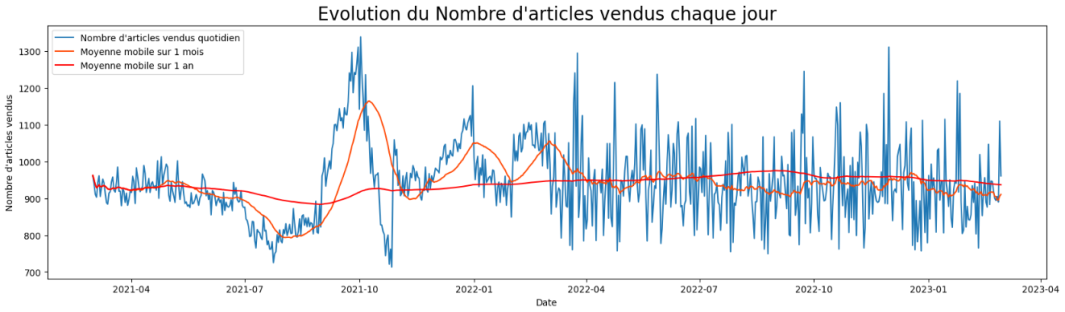 Evolution du Nombre d'articles vendus chaque jour
Nombre d'articles vendus quotidien
Moyenne mobile sur 1 mois
Moyenne mobile sur 1 an
Nombre d'articles vendus
1300
1200
1100
1000
900
800
700
2021-04 2021-07 2021-10 2022-01 2022-04 2022-07 2022-10 2023-01 2023-04
Date